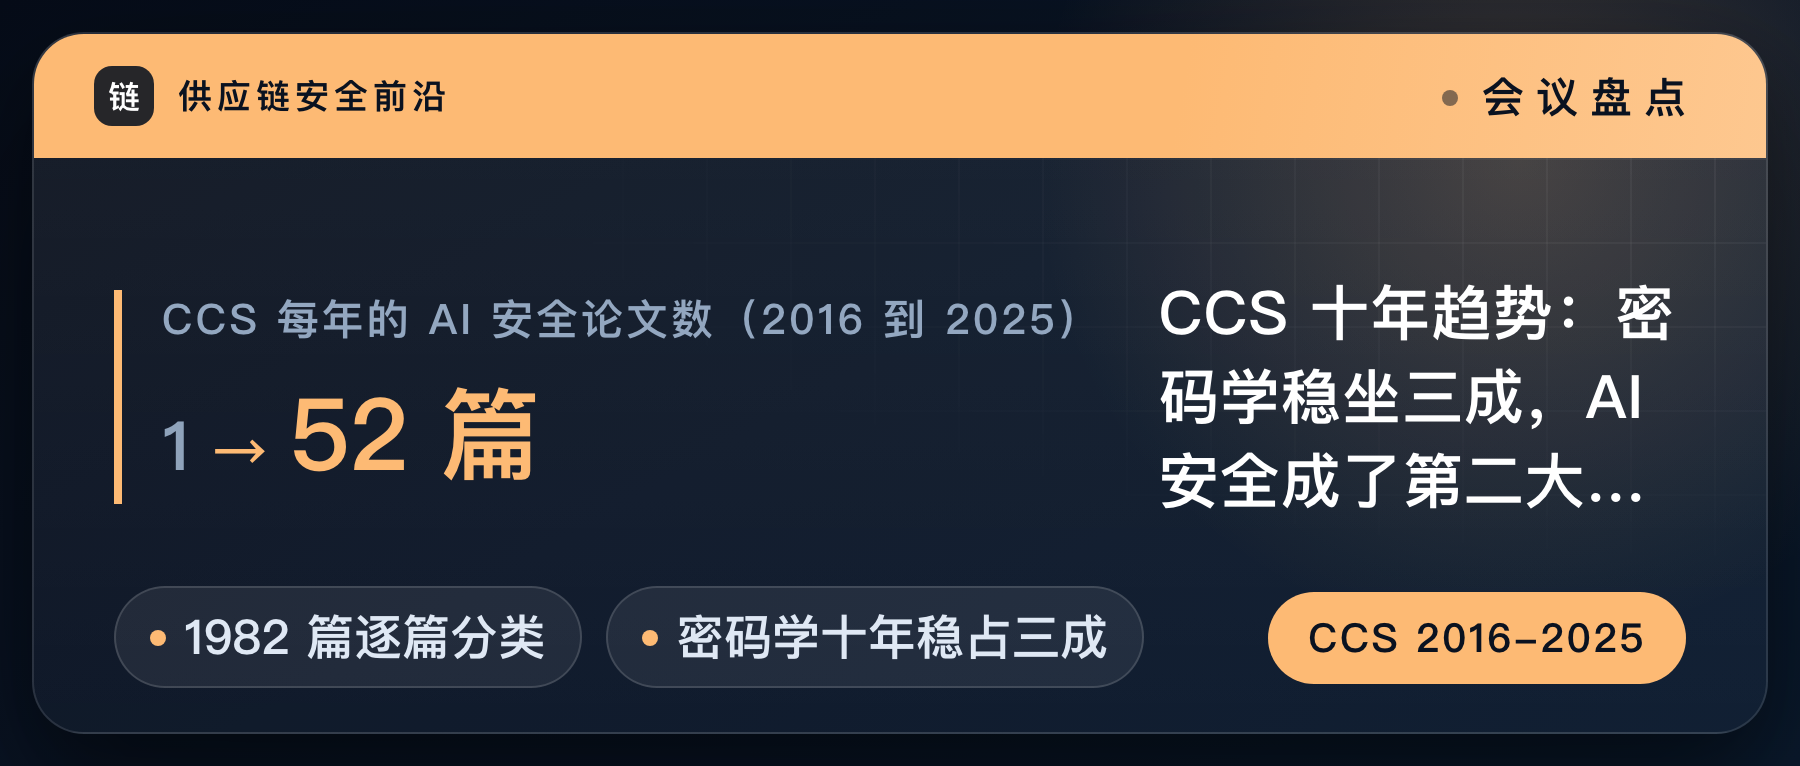 链 供应链安全前沿
会议盘点
CCS 每年的 AI 安全论文数（2016 到 2025）
1 → 52 篇
CCS 十年趋势：密
码学稳坐三成，AI
安全成了第二大...
1982 篇逐篇分类
密码学十年稳占三成
CCS 2016–2025